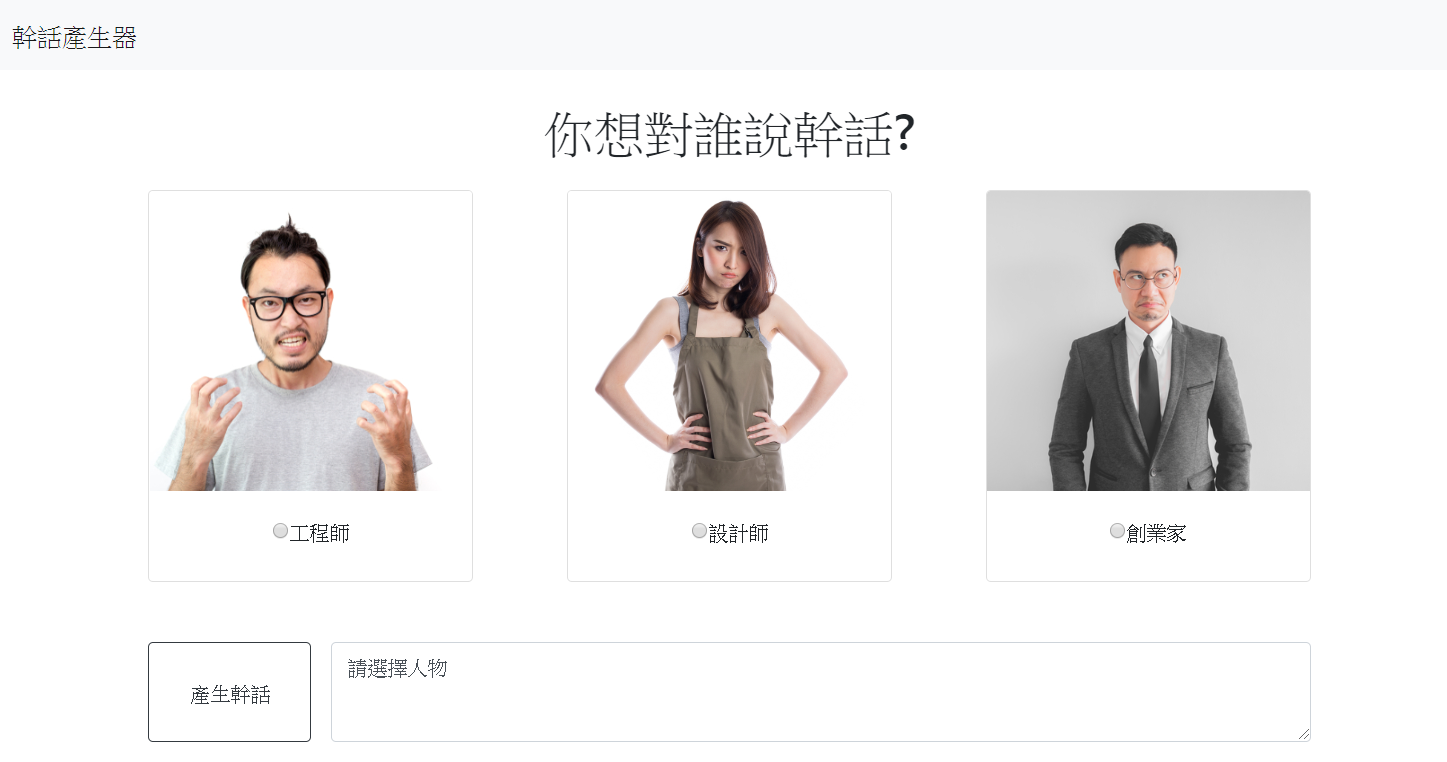 幹話產生器
你想對誰說幹話?
工程師
設計師
創業家
產生幹話
請選擇人物